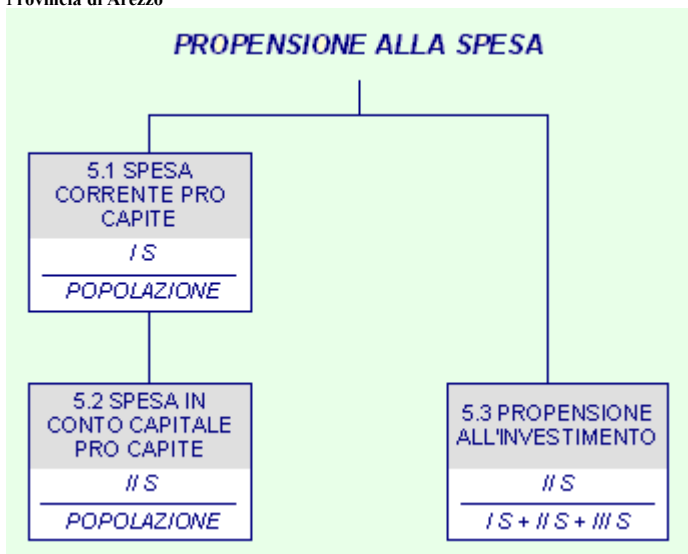 Provincia di Arezzo
PROPENSIONE ALLA SPESA
5.1 SPESA
CORRENTE PRO
CAPITE
I S
POPOLAZIONE
5.2 SPESA IN
CONTO CAPITALE
PRO CAPITE
II S
POPOLAZIONE
5.3 PROPENSIONE
ALL'INVESTIMENTO
II S
I S + II S + III S